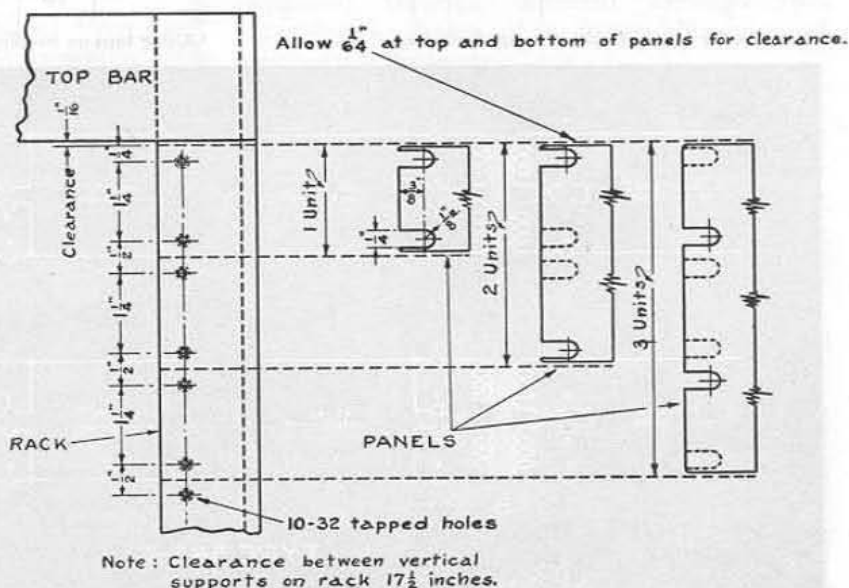 Allow 1/64" at top and bottom of panels for clearance.
TOP BAR
1/16"
Clearance
1/4"
1 1/4"
1/2"
1 1/4"
1/2"
1 1/4"
1/2"
1 Unit
3/8"
1/8" R
1/4"
2 Units
3 Units
RACK
PANELS
10-32 tapped holes
Note: Clearance between vertical
supports on rack 17 1/2 inches.